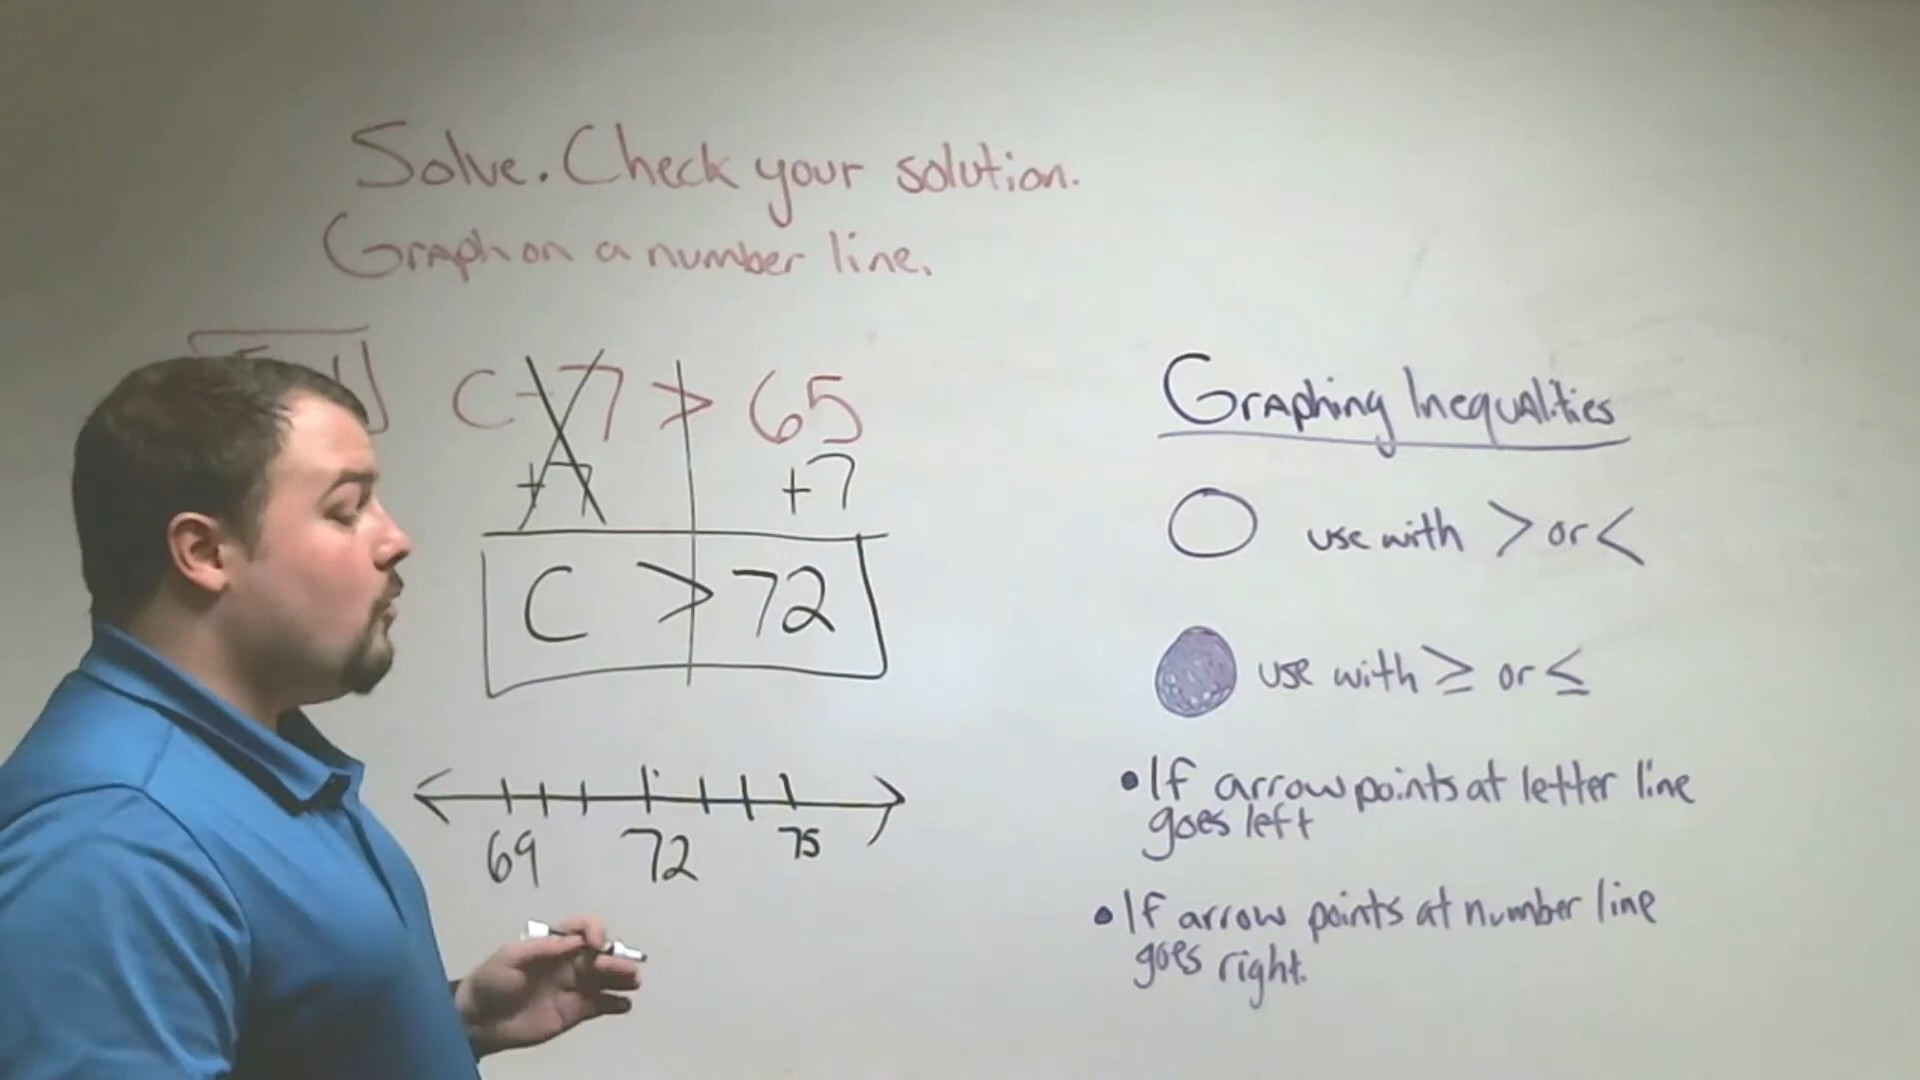 Solve. Check your solution.
Graph on a number line.
C - 7 > 65
+7 +7
C > 72
69 72 75
Graphing Inequalities
use with > or <
use with ≥ or ≤
• If arrow points at letter line
goes left
• If arrow points at number line
goes right.